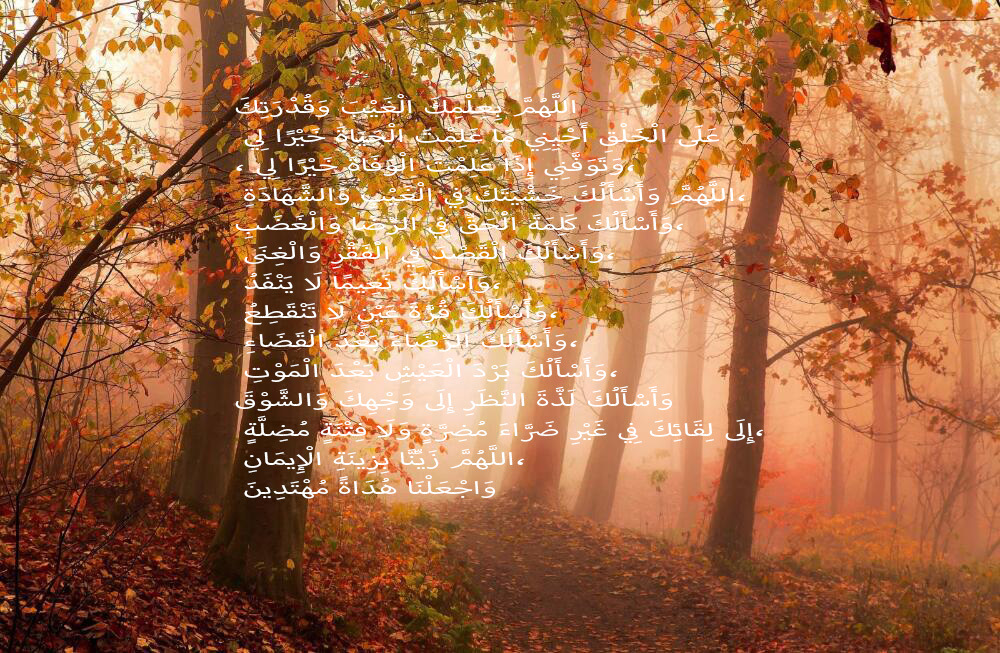 اللَّهُمَّ بِعِلْمِكَ الْغَيْبَ وَقُدْرَتِكَ
عَلَى الْخَلْقِ أَحْيِنِي مَا عَلِمْتَ الْحَيَاةَ خَيْرًا لِي
،وَتَوَفَّنِي إِذَا عَلِمْتَ الْوَفَاةَ خَيْرًا لِي ،
،اللَّهُمَّ وَأَسْأَلُكَ خَشْيَتَكَ فِي الْغَيْبِ وَالشَّهَادَةِ
،وَأَسْأَلُكَ كَلِمَةَ الْحَقِّ فِي الرِّضَا وَالْغَضَبِ
،وَأَسْأَلُكَ الْقَصْدَ فِي الْفَقْرِ وَالْغِنَى
،وَأَسْأَلُكَ نَعِيمًا لَا يَنْفَدُ
،وَأَسْأَلُكَ قُرَّةَ عَيْنٍ لَا تَنْقَطِعُ
،وَأَسْأَلُكَ الرِّضَاءَ بَعْدَ الْقَضَاءِ
،وَأَسْأَلُكَ بَرْدَ الْعَيْشِ بَعْدَ الْمَوْتِ
وَأَسْأَلُكَ لَذَّةَ النَّظَرِ إِلَى وَجْهِكَ وَالشَّوْقَ
،إِلَى لِقَائِكَ فِي غَيْرِ ضَرَّاءَ مُضِرَّةٍ وَلَا فِتْنَةٍ مُضِلَّةٍ
،اللَّهُمَّ زَيِّنَّا بِزِينَةِ الْإِيمَانِ
وَاجْعَلْنَا هُدَاةً مُهْتَدِينَ